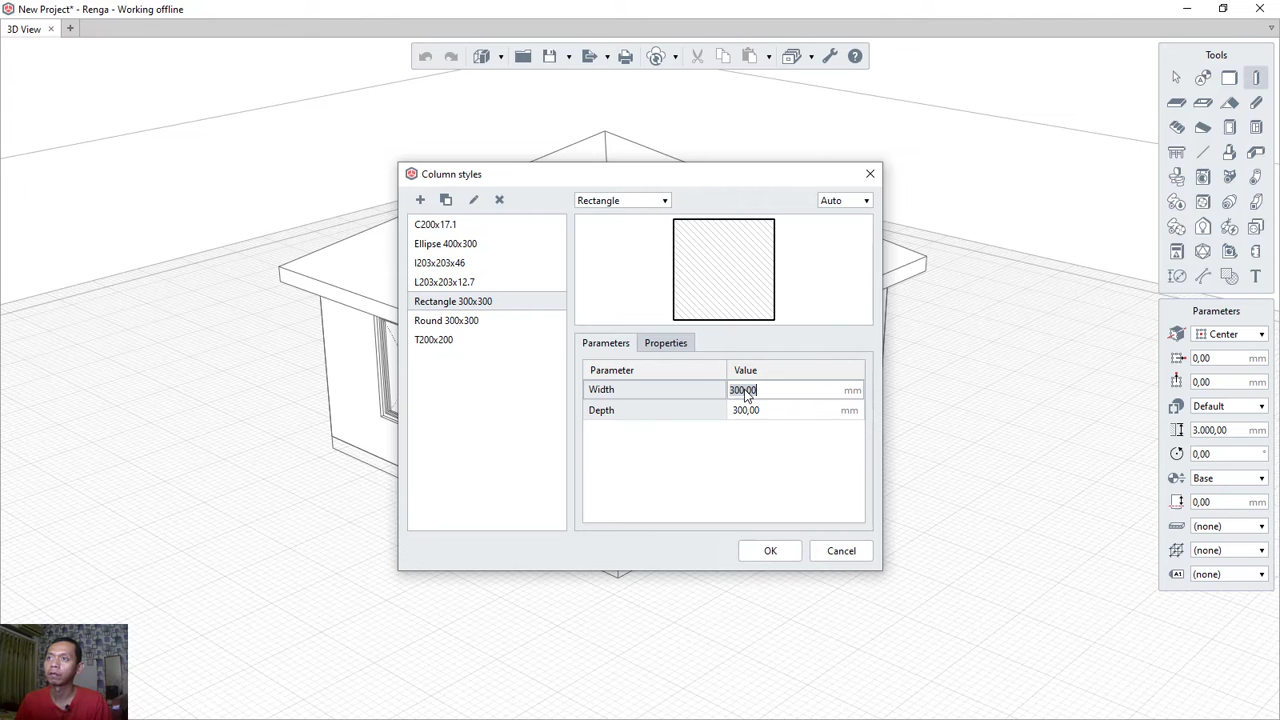 New Project* - Renga - Working offline
3D View
Tools
Column styles
Rectangle
Auto
C200x17.1
Ellipse 400x300
I203x203x46
L203x203x12.7
Rectangle 300x300
Round 300x300
T200x200
Parameters
Properties
Parameter
Value
Width
300,00
mm
Depth
300,00
mm
OK
Cancel
Parameters
Center
0,00 mm
0,00 mm
Default
3.000,00 mm
0,00 °
Base
0,00 mm
(none)
(none)
A1
(none)